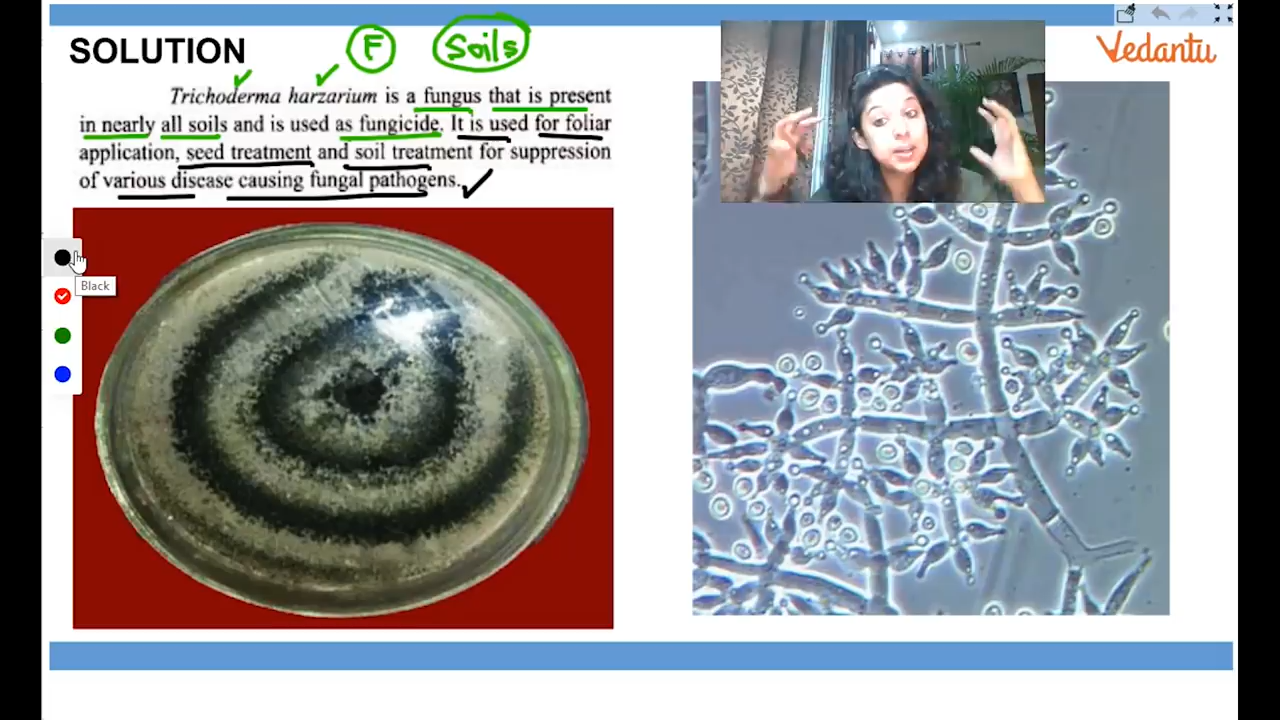 F Soils
SOLUTION
Vedantu
Trichoderma harzarium is a fungus that is present
in nearly all soils and is used as fungicide. It is used for foliar
application, seed treatment and soil treatment for suppression
of various disease causing fungal pathogens.
Black